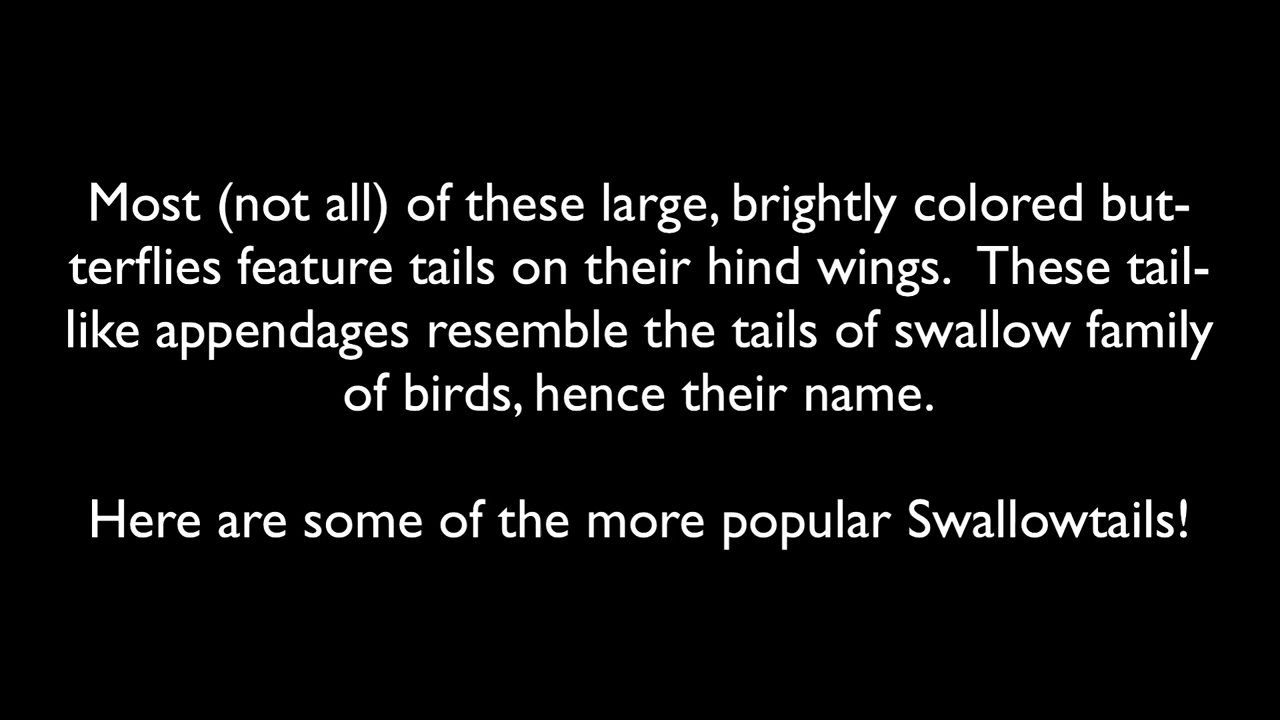 Most (not all) of these large, brightly colored but-
terflies feature tails on their hind wings.  These tail-
like appendages resemble the tails of swallow family
of birds, hence their name.
Here are some of the more popular Swallowtails!